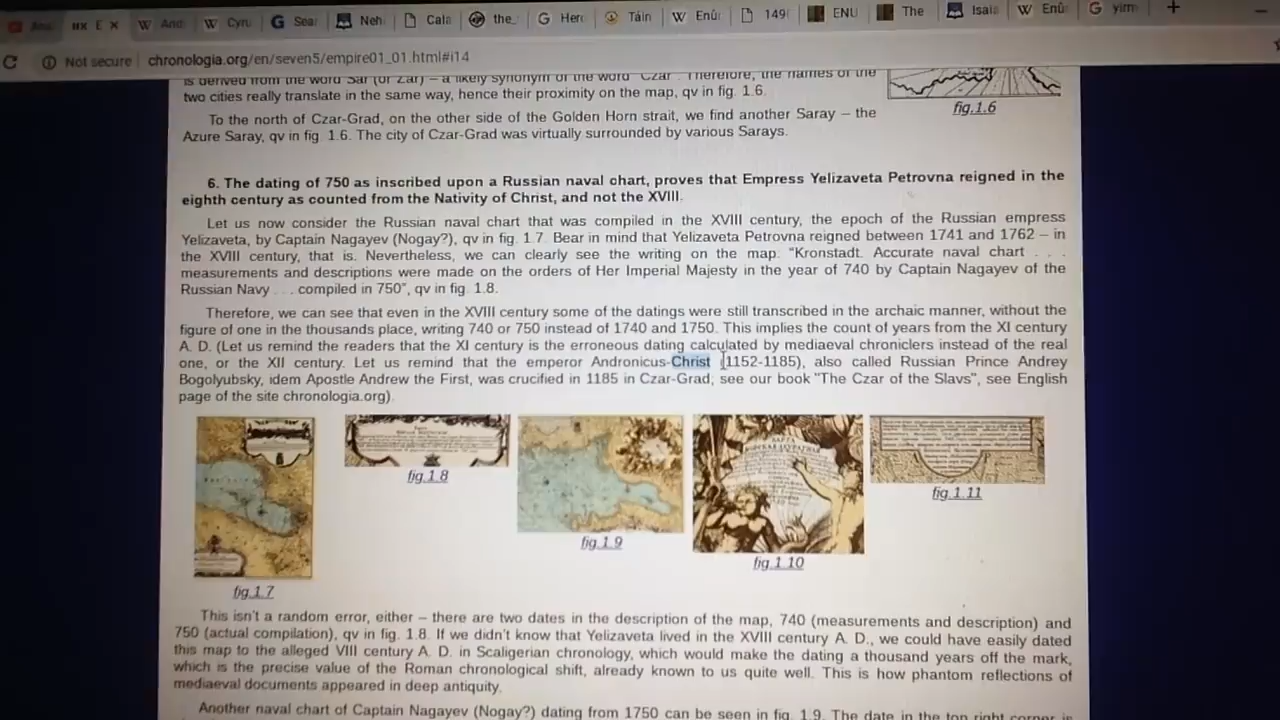 And
Cyru
Sea
Neh
Cala
the_
Hero
Táin
Enû
149
ENU
The
Isaia
Enû
yim
Not secure | chronologia.org/en/seven5/empire01_01.html#i14
is derived from the word Sar (or Zar) – a likely synonym of the word "Czar". Therefore, the names of the
two cities really translate in the same way, hence their proximity on the map, qv in fig. 1.6.
fig.1.6
To the north of Czar-Grad, on the other side of the Golden Horn strait, we find another Saray – the
Azure Saray, qv in fig. 1.6. The city of Czar-Grad was virtually surrounded by various Sarays.
6. The dating of 750 as inscribed upon a Russian naval chart, proves that Empress Yelizaveta Petrovna reigned in the
eighth century as counted from the Nativity of Christ, and not the XVIII.
Let us now consider the Russian naval chart that was compiled in the XVIII century, the epoch of the Russian empress
Yelizaveta, by Captain Nagayev (Nogay?), qv in fig. 1.7. Bear in mind that Yelizaveta Petrovna reigned between 1741 and 1762 – in
the XVIII century, that is. Nevertheless, we can clearly see the writing on the map. "Kronstadt. Accurate naval chart . . .
measurements and descriptions were made on the orders of Her Imperial Majesty in the year of 740 by Captain Nagayev of the
Russian Navy . . . compiled in 750", qv in fig. 1.8.
Therefore, we can see that even in the XVIII century some of the datings were still transcribed in the archaic manner, without the
figure of one in the thousands place, writing 740 or 750 instead of 1740 and 1750. This implies the count of years from the XI century
A. D. (Let us remind the readers that the XI century is the erroneous dating calculated by mediaeval chroniclers instead of the real
one, or the XII century. Let us remind that the emperor Andronicus-Christ (1152-1185), also called Russian Prince Andrey
Bogolyubsky, idem Apostle Andrew the First, was crucified in 1185 in Czar-Grad, see our book "The Czar of the Slavs", see English
page of the site chronologia.org).
fig.1.7
fig.1.8
fig.1.9
fig.1.10
fig.1.11
This isn't a random error, either – there are two dates in the description of the map, 740 (measurements and description) and
750 (actual compilation), qv in fig. 1.8. If we didn't know that Yelizaveta lived in the XVIII century A. D., we could have easily dated
this map to the alleged VIII century A. D. in Scaligerian chronology, which would make the dating a thousand years off the mark,
which is the precise value of the Roman chronological shift, already known to us quite well. This is how phantom reflections of
mediaeval documents appeared in deep antiquity.
Another naval chart of Captain Nagayev (Nogay?) dating from 1750 can be seen in fig. 1.9. The date in the top right corner is